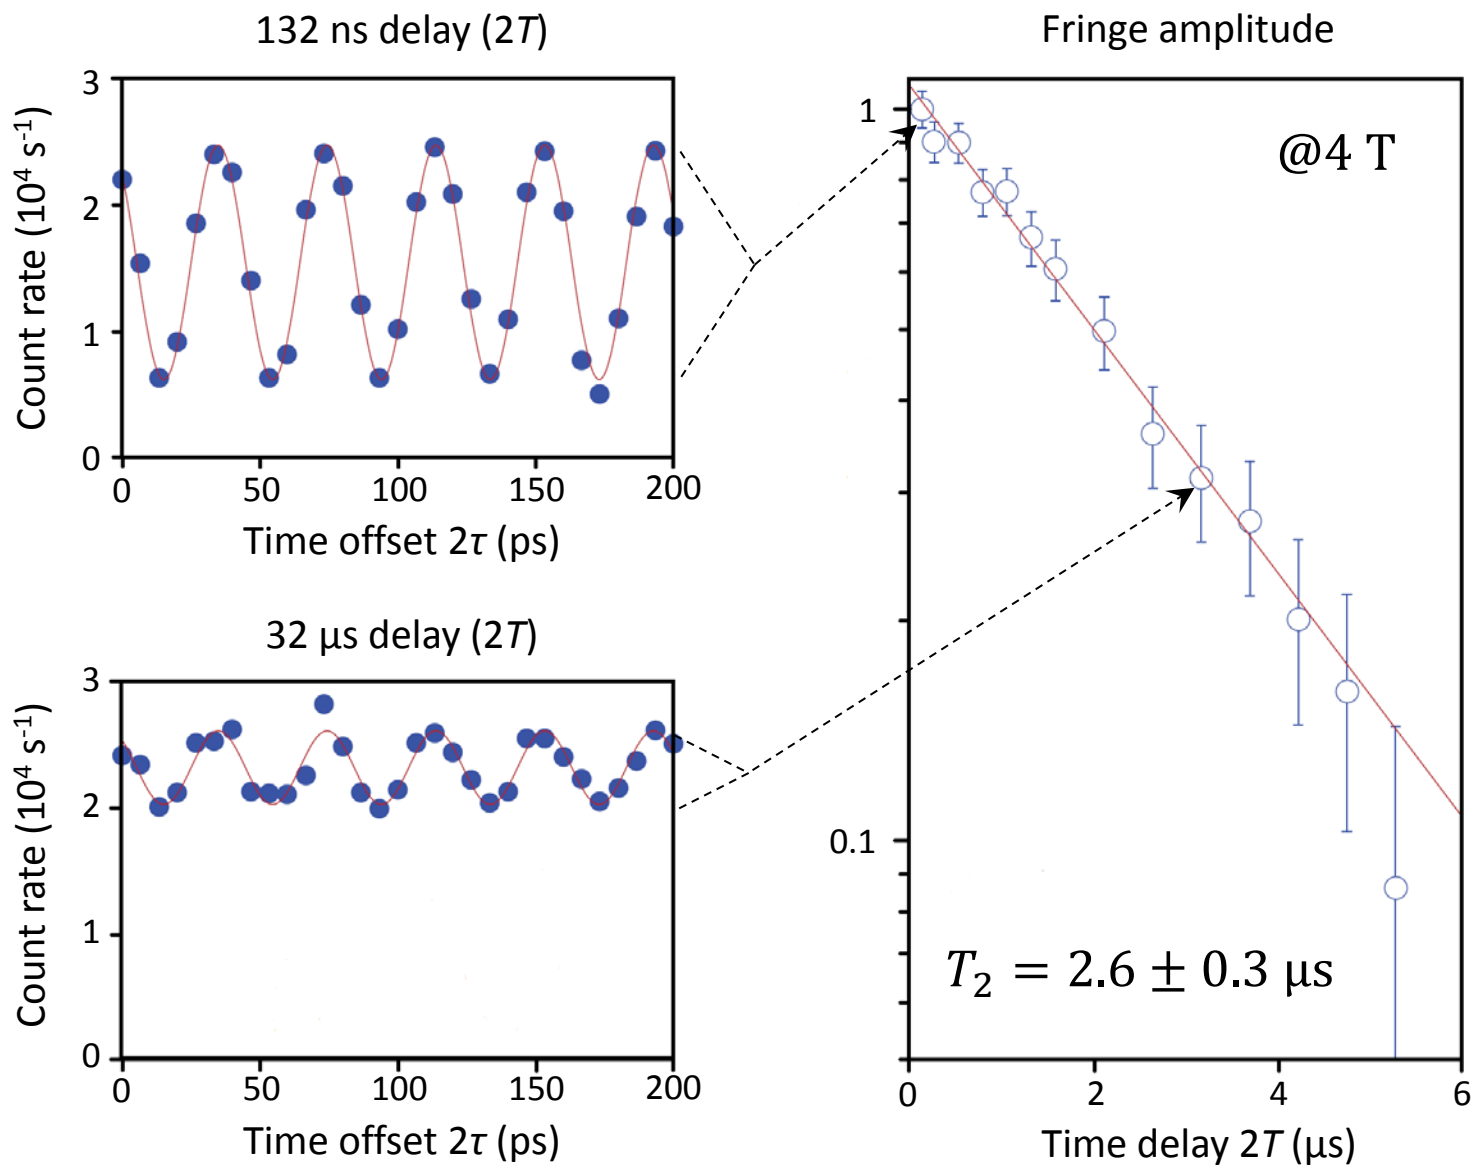 132 ns delay (2T)
3
2
1
0
0 50 100 150 200
Count rate (10⁴ s⁻¹)
Time offset 2τ (ps)
32 µs delay (2T)
3
2
1
0
0 50 100 150 200
Count rate (10⁴ s⁻¹)
Time offset 2τ (ps)
Fringe amplitude
1
0.1
@4 T
T₂ = 2.6 ± 0.3 µs
0 2 4 6
Time delay 2T (µs)